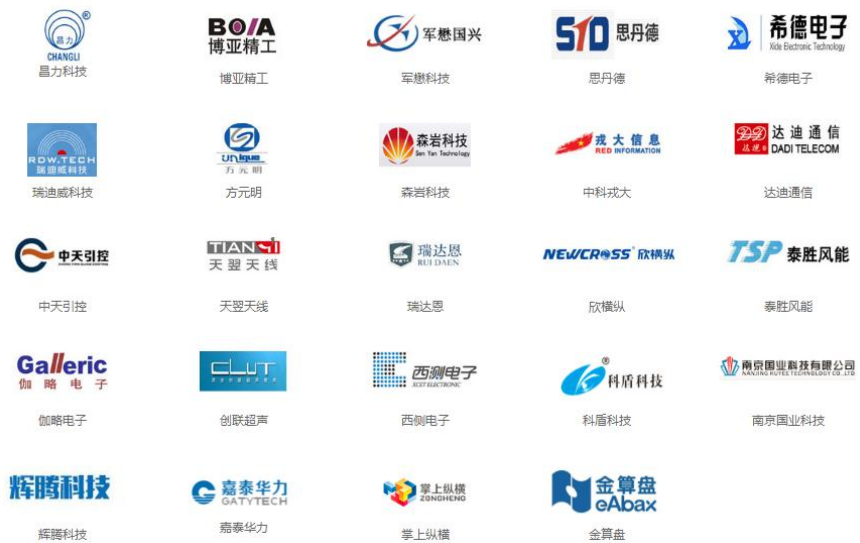 昌力
CHANGLI
昌力科技
BOYA
博亚精工
博亚精工
军懋国兴
军懋科技
STD 思丹德
思丹德
希德电子
Xide Electronic Technology
希德电子
RDW.TECH
瑞迪威科技
瑞迪威科技
unique
方元明
方元明
森岩科技
Sen Yan Technology
森岩科技
戎大信息
RED INFORMATION
中科戎大
达迪通信
DADI TELECOM
达迪通信
中天引控
中天引控
TIANYI
天翌天线
天翌天线
瑞达恩
RUI DAEN
瑞达恩
NEWCROSS® 欣横纵
欣横纵
TSP 泰胜风能
泰胜风能
Galleric
伽略电子
伽略电子
CLUT
创联超声
西测电子
XCET ELECTRONIC
西侧电子
®
科盾科技
科盾科技
南京国业科技有限公司
南京国业科技
辉腾科技
辉腾科技
嘉泰华力
GATYTECH
嘉泰华力
掌上纵横
ZONGHENG
掌上纵横
金算盘
eAbax
金算盘